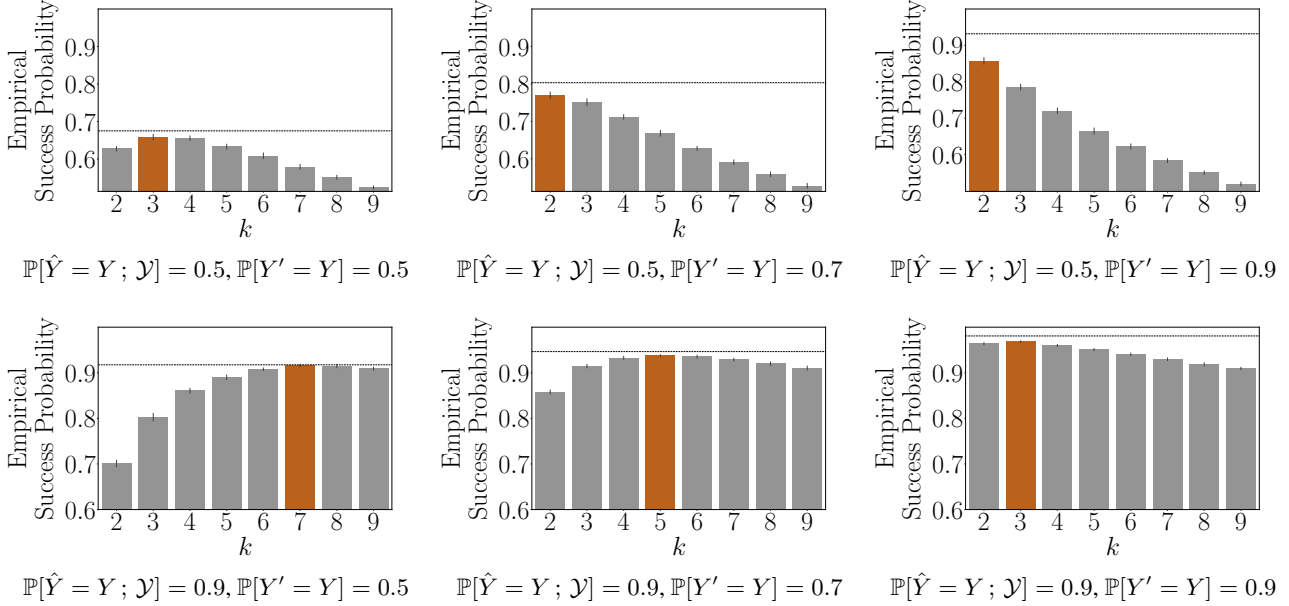 Empirical
Success Probability
0.9
0.8
0.7
0.6
2 3 4 5 6 7 8 9
k
ℙ[Ŷ = Y ; 𝒴] = 0.5, ℙ[Y′ = Y] = 0.5
Empirical
Success Probability
0.9
0.8
0.7
0.6
2 3 4 5 6 7 8 9
k
ℙ[Ŷ = Y ; 𝒴] = 0.5, ℙ[Y′ = Y] = 0.7
Empirical
Success Probability
0.9
0.8
0.7
0.6
2 3 4 5 6 7 8 9
k
ℙ[Ŷ = Y ; 𝒴] = 0.5, ℙ[Y′ = Y] = 0.9
Empirical
Success Probability
0.9
0.8
0.7
0.6
2 3 4 5 6 7 8 9
k
ℙ[Ŷ = Y ; 𝒴] = 0.9, ℙ[Y′ = Y] = 0.5
Empirical
Success Probability
0.9
0.8
0.7
0.6
2 3 4 5 6 7 8 9
k
ℙ[Ŷ = Y ; 𝒴] = 0.9, ℙ[Y′ = Y] = 0.7
Empirical
Success Probability
0.9
0.8
0.7
0.6
2 3 4 5 6 7 8 9
k
ℙ[Ŷ = Y ; 𝒴] = 0.9, ℙ[Y′ = Y] = 0.9